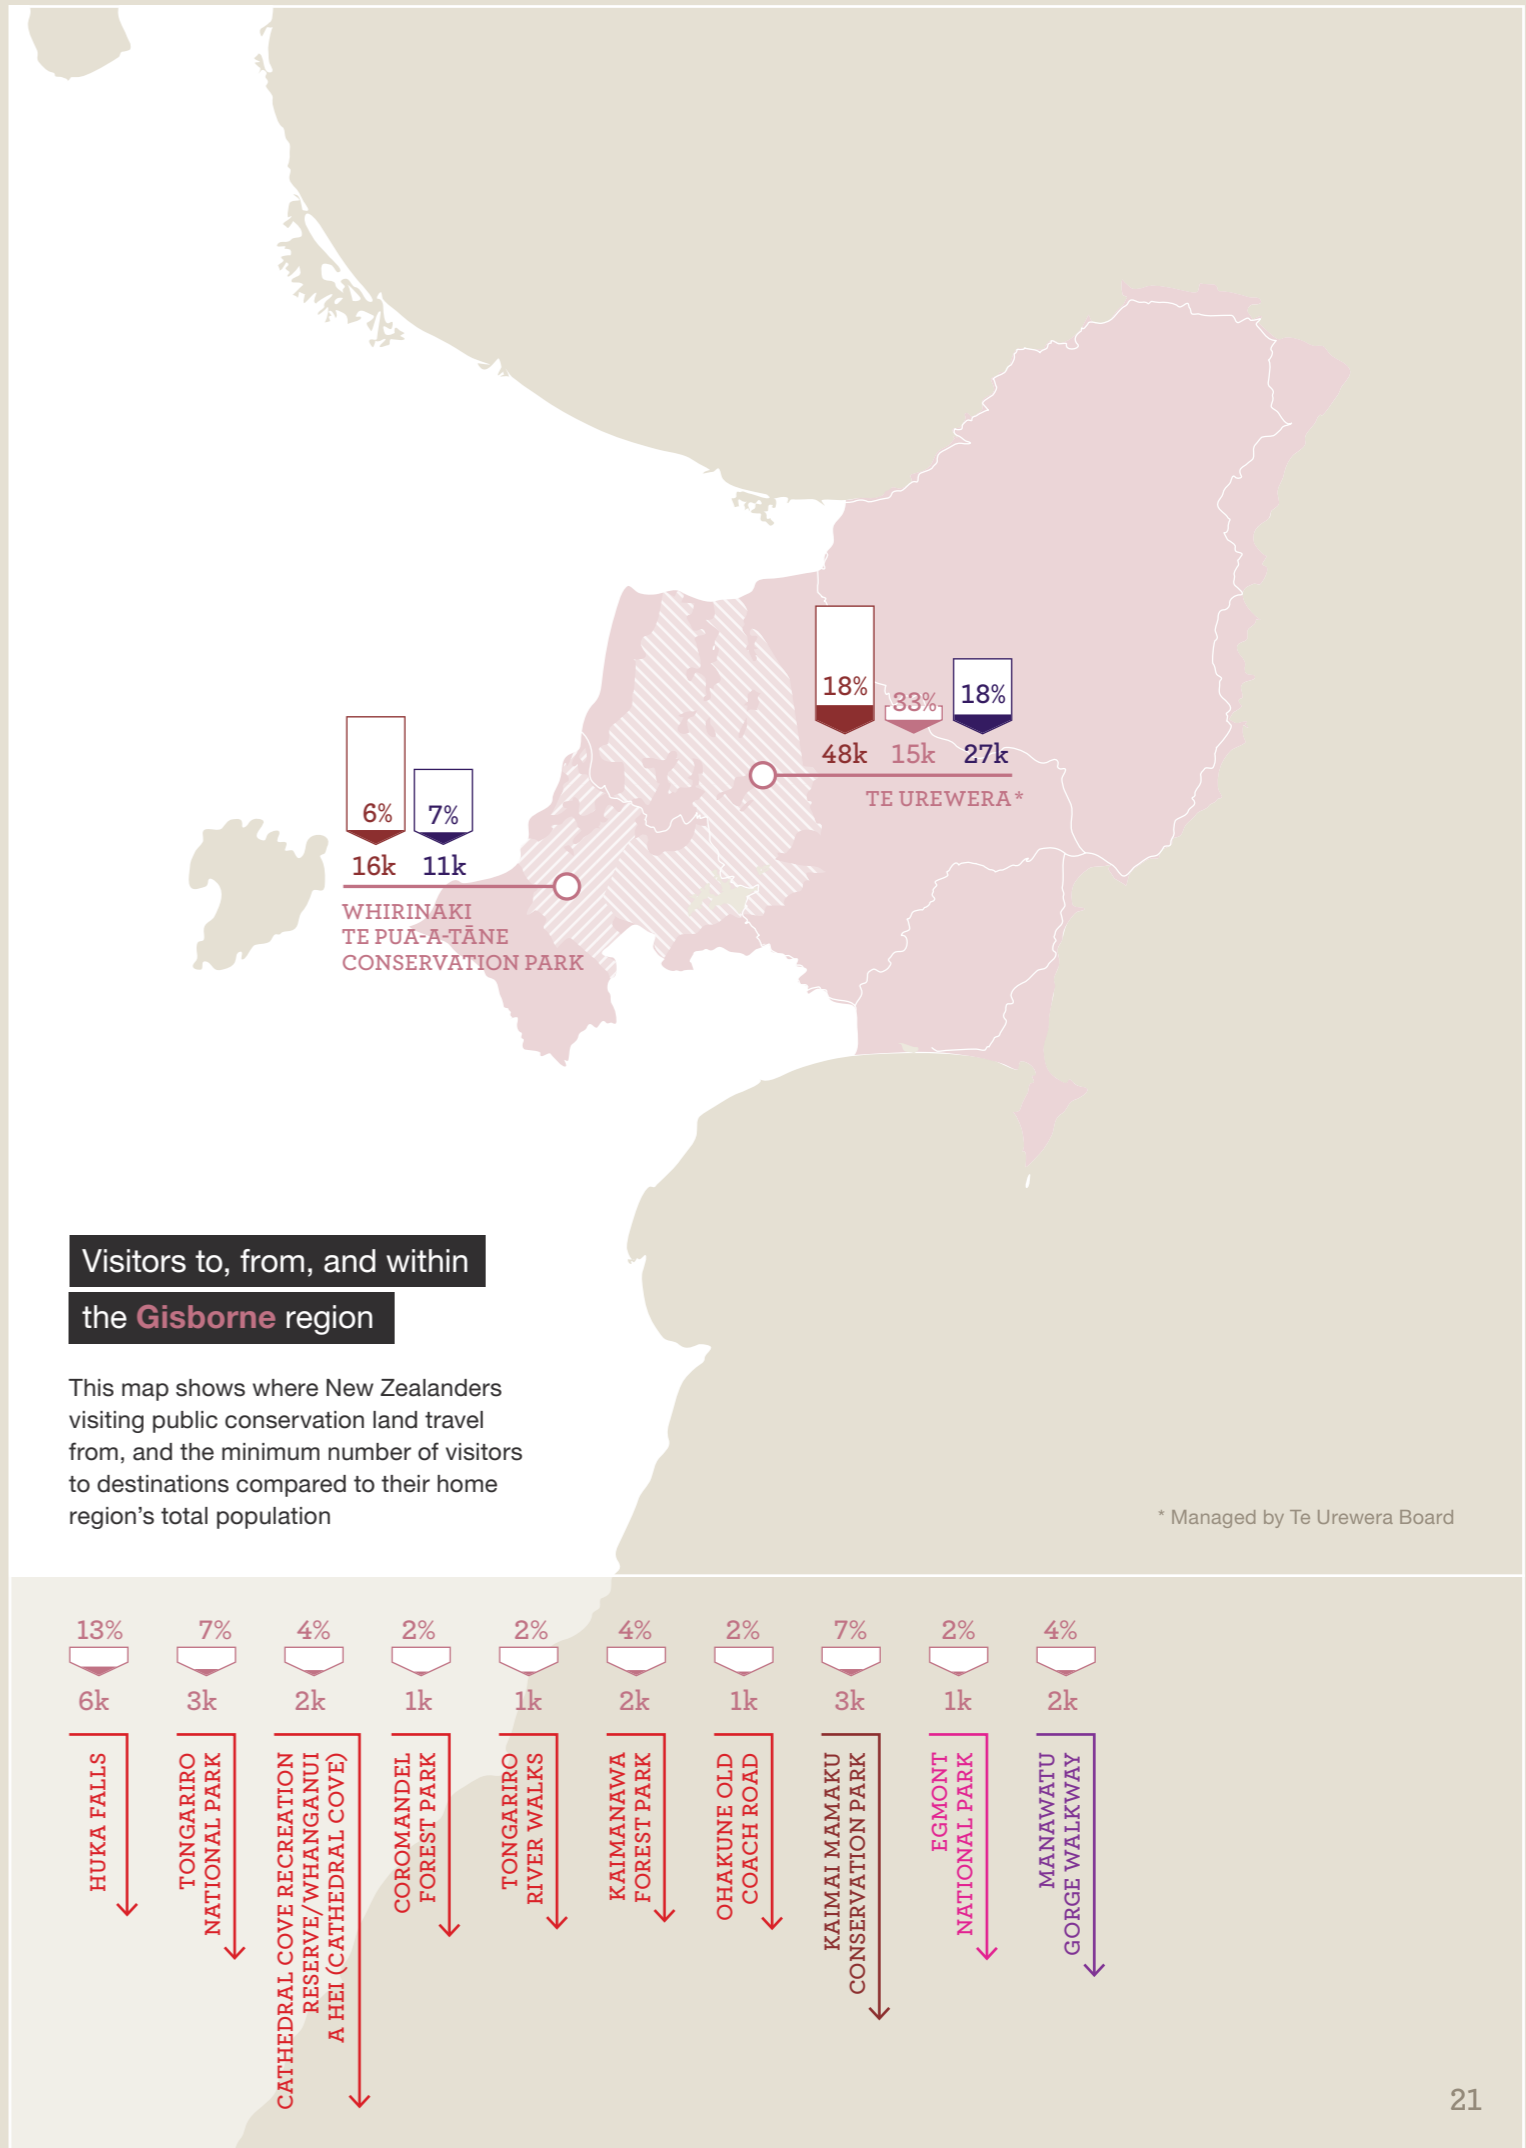 18%
33%
18%
48k
15k
27k
TE UREWERA*
6%
7%
16k
11k
WHIRINAKI
TE PUA-A-TĀNE
CONSERVATION PARK
Visitors to, from, and within
the Gisborne region
This map shows where New Zealanders
visiting public conservation land travel
from, and the minimum number of visitors
to destinations compared to their home
region's total population
* Managed by Te Urewera Board
13%
7%
4%
2%
2%
4%
2%
7%
2%
4%
6k
3k
2k
1k
1k
2k
1k
3k
1k
2k
HUKA FALLS
TONGARIRO
NATIONAL PARK
CATHEDRAL COVE RECREATION
RESERVE/WHANGANUI
A HEI (CATHEDRAL COVE)
COROMANDEL
FOREST PARK
TONGARIRO
RIVER WALKS
KAIMANAWA
FOREST PARK
OHAKUNE OLD
COACH ROAD
KAIMAI MAMAKU
CONSERVATION PARK
EGMONT
NATIONAL PARK
MANAWATU
GORGE WALKWAY
21